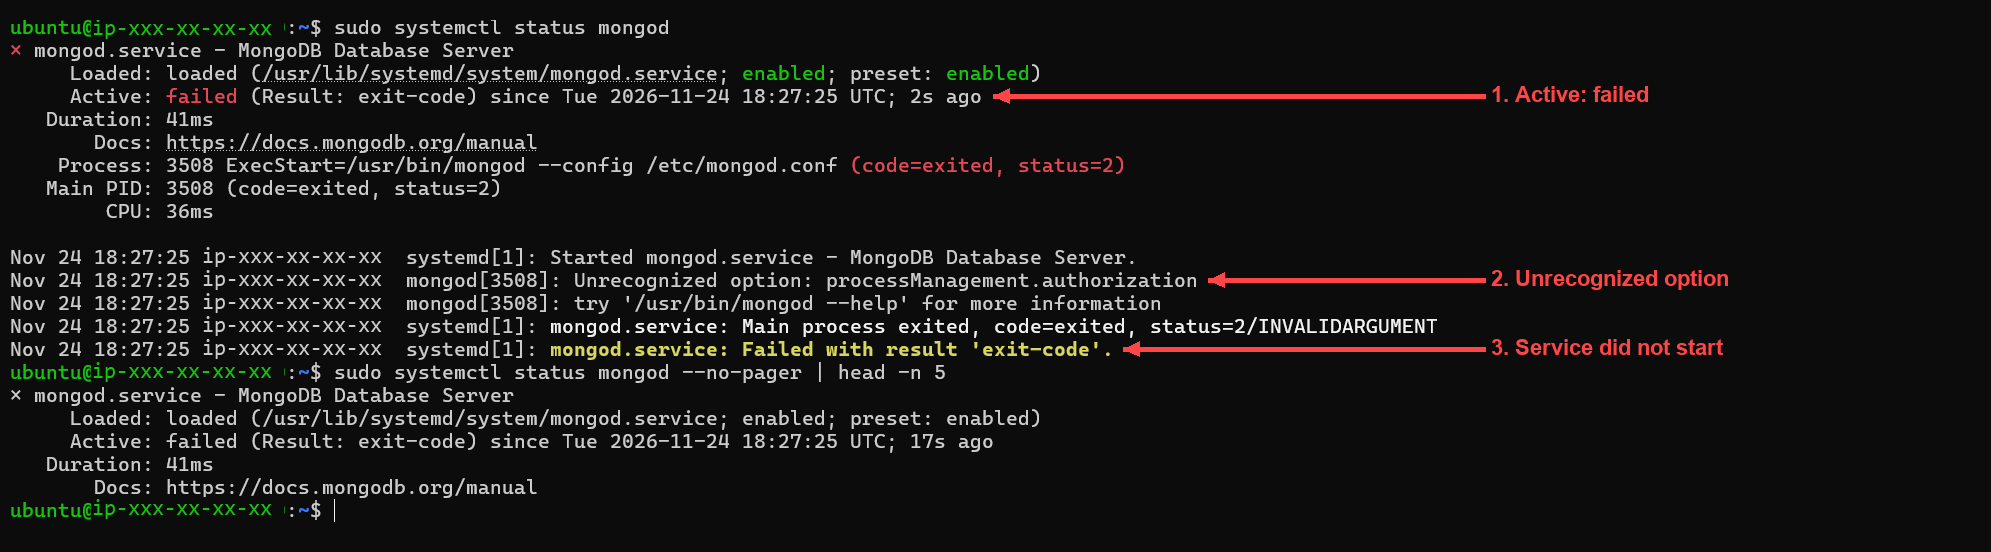 ubuntu@ip-xxx-xx-xx-xx :~$ sudo systemctl status mongod
× mongod.service - MongoDB Database Server
     Loaded: loaded (/usr/lib/systemd/system/mongod.service; enabled; preset: enabled)
     Active: failed (Result: exit-code) since Tue 2026-11-24 18:27:25 UTC; 2s ago 1. Active: failed
   Duration: 41ms
       Docs: https://docs.mongodb.org/manual
    Process: 3508 ExecStart=/usr/bin/mongod --config /etc/mongod.conf (code=exited, status=2)
   Main PID: 3508 (code=exited, status=2)
        CPU: 36ms
Nov 24 18:27:25 ip-xxx-xx-xx-xx systemd[1]: Started mongod.service - MongoDB Database Server.
Nov 24 18:27:25 ip-xxx-xx-xx-xx mongod[3508]: Unrecognized option: processManagement.authorization 2. Unrecognized option
Nov 24 18:27:25 ip-xxx-xx-xx-xx mongod[3508]: try '/usr/bin/mongod --help' for more information
Nov 24 18:27:25 ip-xxx-xx-xx-xx systemd[1]: mongod.service: Main process exited, code=exited, status=2/INVALIDARGUMENT
Nov 24 18:27:25 ip-xxx-xx-xx-xx systemd[1]: mongod.service: Failed with result 'exit-code'. 3. Service did not start
ubuntu@ip-xxx-xx-xx-xx :~$ sudo systemctl status mongod --no-pager | head -n 5
× mongod.service - MongoDB Database Server
     Loaded: loaded (/usr/lib/systemd/system/mongod.service; enabled; preset: enabled)
     Active: failed (Result: exit-code) since Tue 2026-11-24 18:27:25 UTC; 17s ago
   Duration: 41ms
       Docs: https://docs.mongodb.org/manual
ubuntu@ip-xxx-xx-xx-xx :~$